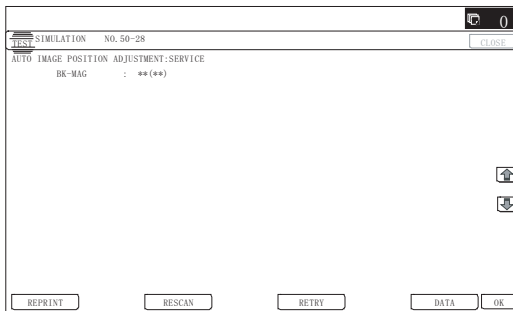 0
TEST SIMULATION NO.50-28
CLOSE
AUTO IMAGE POSITION ADJUSTMENT:SERVICE
BK-MAG : **(**)
REPRINT RESCAN RETRY DATA OK